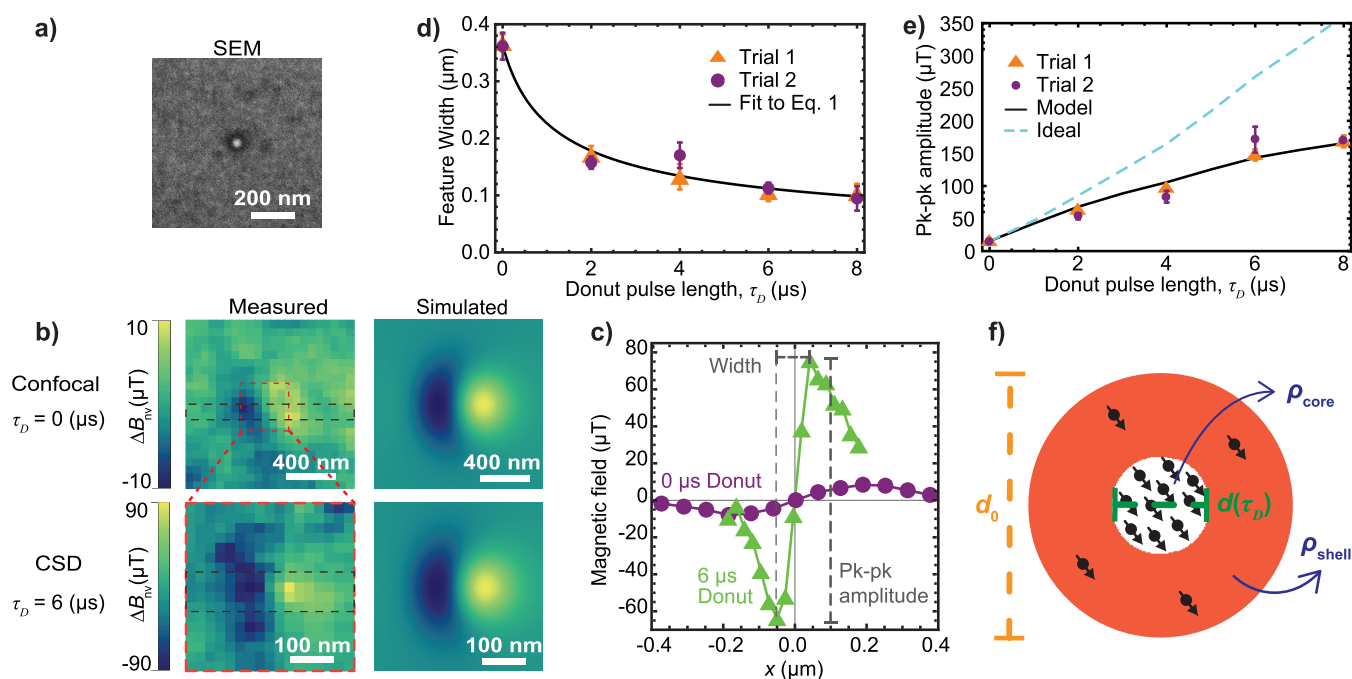 a)
SEM
200 nm
d)
Feature Width (μm)
0.4
0.3
0.2
0.1
0.0
0
2
4
6
8
Donut pulse length, τD (μs)
Trial 1
Trial 2
Fit to Eq. 1
e)
Pk-pk amplitude (μT)
350
300
250
200
150
100
50
0
0
2
4
6
8
Donut pulse length, τD (μs)
Trial 1
Trial 2
Model
Ideal
b)
Measured
Simulated
Confocal
τD = 0 (μs)
10
ΔBnv(μT)
-10
400 nm
400 nm
CSD
τD = 6 (μs)
90
ΔBnv(μT)
-90
100 nm
100 nm
c)
Magnetic field (μT)
80
60
40
20
0
-20
-40
-60
-0.4
-0.2
0.0
0.2
0.4
x (μm)
Width
0 μs Donut
6 μs
Donut
Pk-pk
amplitude
f)
ρcore
d0
d(τD)
ρshell